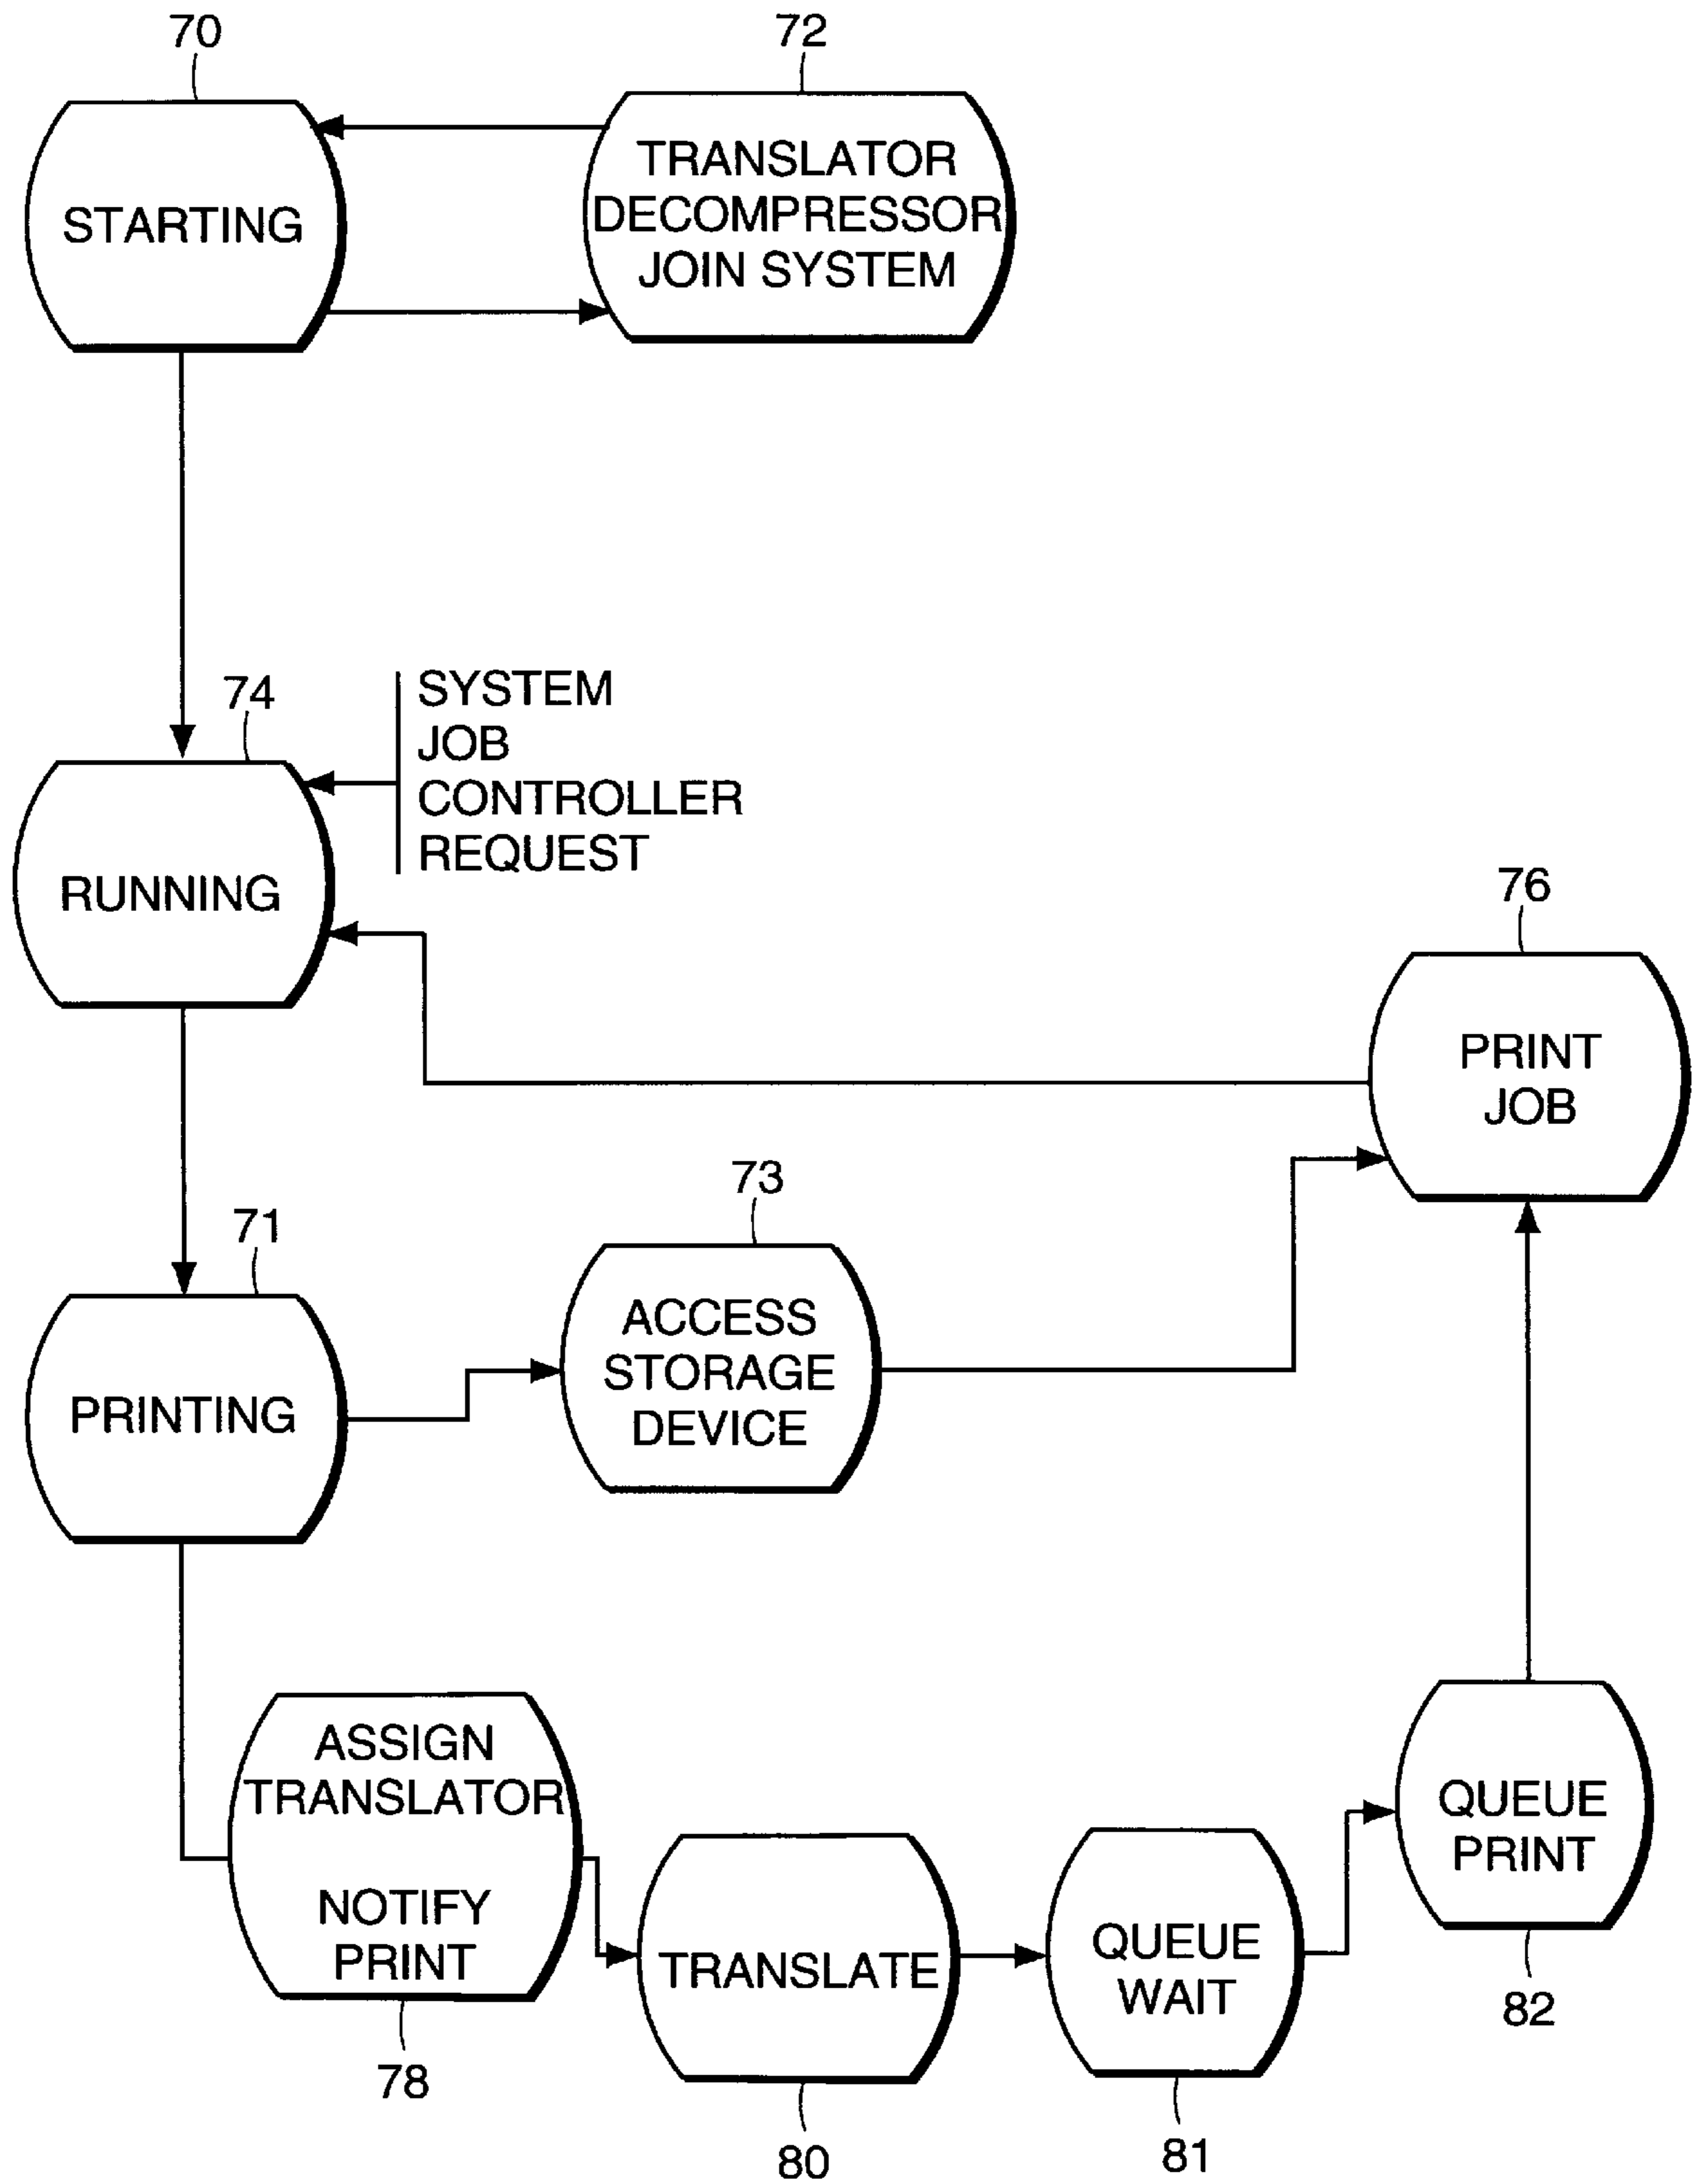 70
72
STARTING
TRANSLATOR
DECOMPRESSOR
JOIN SYSTEM
74
SYSTEM
JOB
CONTROLLER
REQUEST
RUNNING
76
PRINT
JOB
71
73
PRINTING
ACCESS
STORAGE
DEVICE
ASSIGN
TRANSLATOR
NOTIFY
PRINT
78
TRANSLATE
80
QUEUE
WAIT
81
QUEUE
PRINT
82